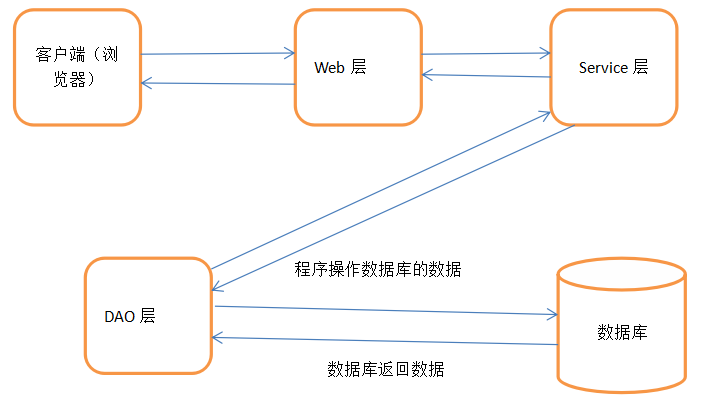 客户端（浏
览器）
Web 层
Service 层
程序操作数据库的数据
DAO 层
数据库
数据库返回数据